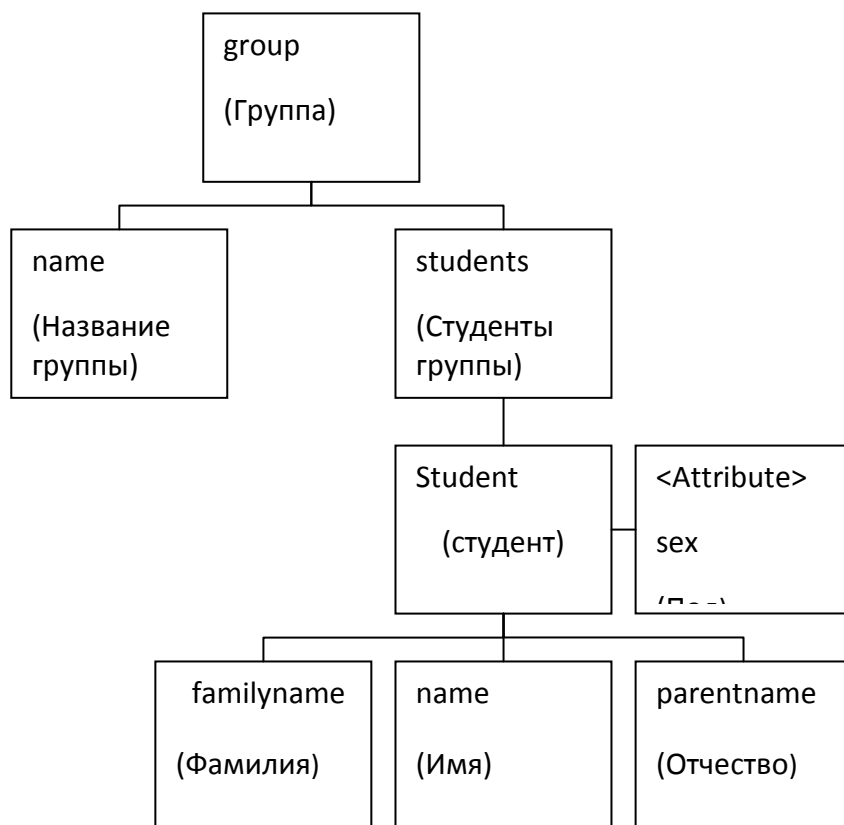 group
(Группа)
name
(Название
группы)
students
(Студенты
группы)
Student
(студент)
<Attribute>
sex
familyname
(Фамилия)
name
(Имя)
parentname
(Отчество)